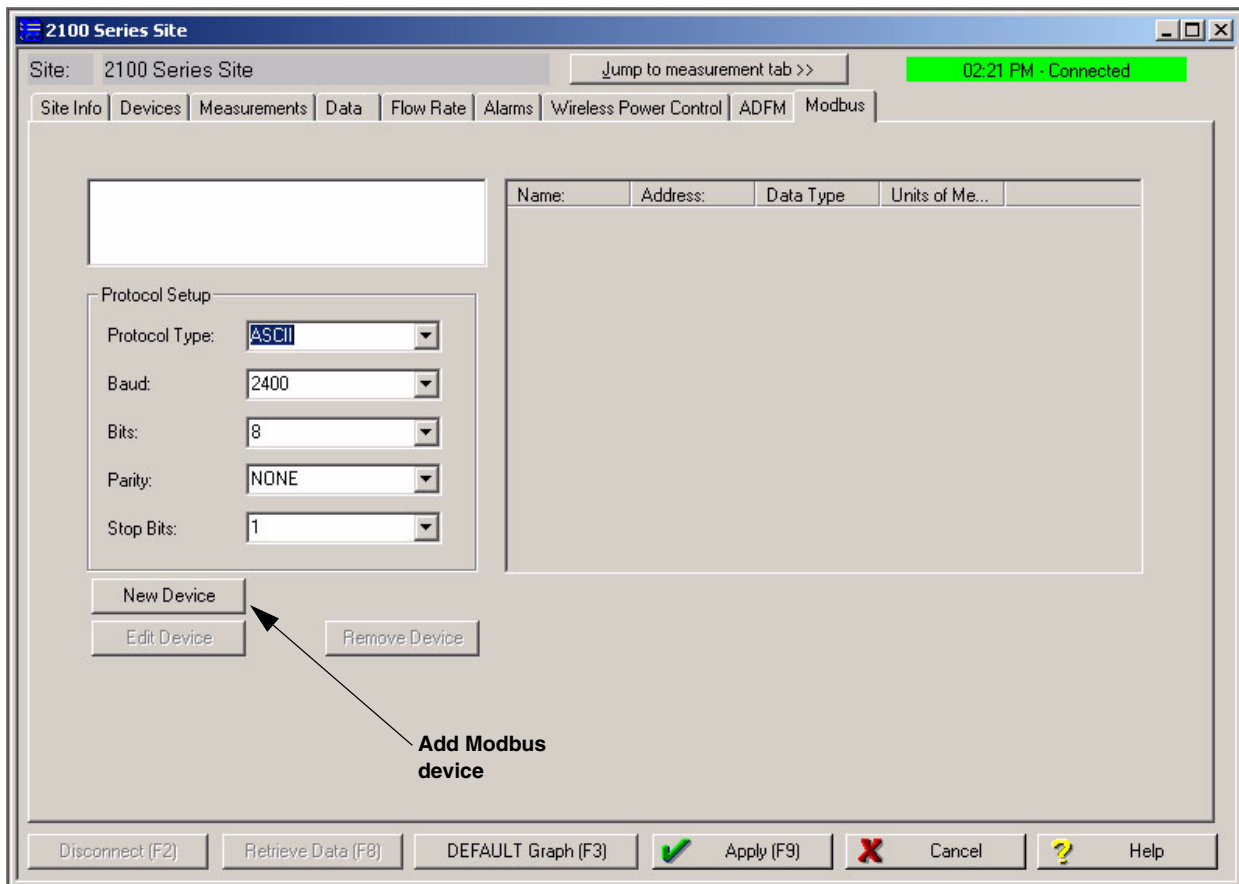 2100 Series Site
Site: 2100 Series Site Jump to measurement tab >> 02:21 PM - Connected
Site Info Devices Measurements Data Flow Rate Alarms Wireless Power Control ADFM Modbus
Name: Address: Data Type Units of Me...
Protocol Setup
Protocol Type: ASCII
Baud: 2400
Bits: 8
Parity: NONE
Stop Bits: 1
New Device
Edit Device Remove Device
Add Modbus
device
Disconnect (F2) Retrieve Data (F8) DEFAULT Graph (F3) Apply (F9) Cancel Help